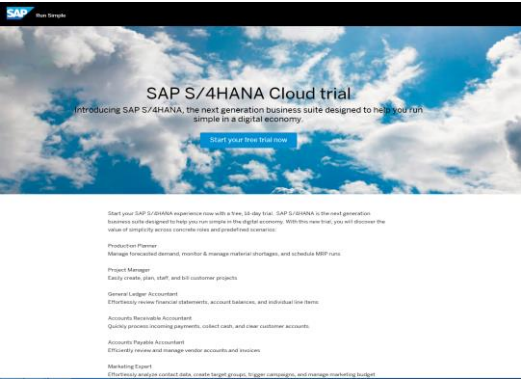 SAP Run Simple
SAP S/4HANA Cloud trial
Introducing SAP S/4HANA, the next generation business suite designed to help you run
simple in a digital economy.
Start your free trial now
Start your SAP S/4HANA experience now with a free, 14-day trial. SAP S/4HANA is the next generation
business suite designed to help you run simple in the digital economy. With this new trial, you will discover the
value of simplicity across concrete roles and predefined scenarios:
Production Planner
Manage forecasted demand, monitor & manage material shortages, and schedule MRP runs
Project Manager
Easily create, plan, staff, and bill customer projects
General Ledger Accountant
Effortlessly review financial statements, account balances, and individual line items
Accounts Receivable Accountant
Quickly process incoming payments, collect cash, and clear customer accounts
Accounts Payable Accountant
Efficiently review and manage vendor accounts and invoices
Marketing Expert
Effortlessly analyze contact data, create target groups, trigger campaigns, and manage marketing budget